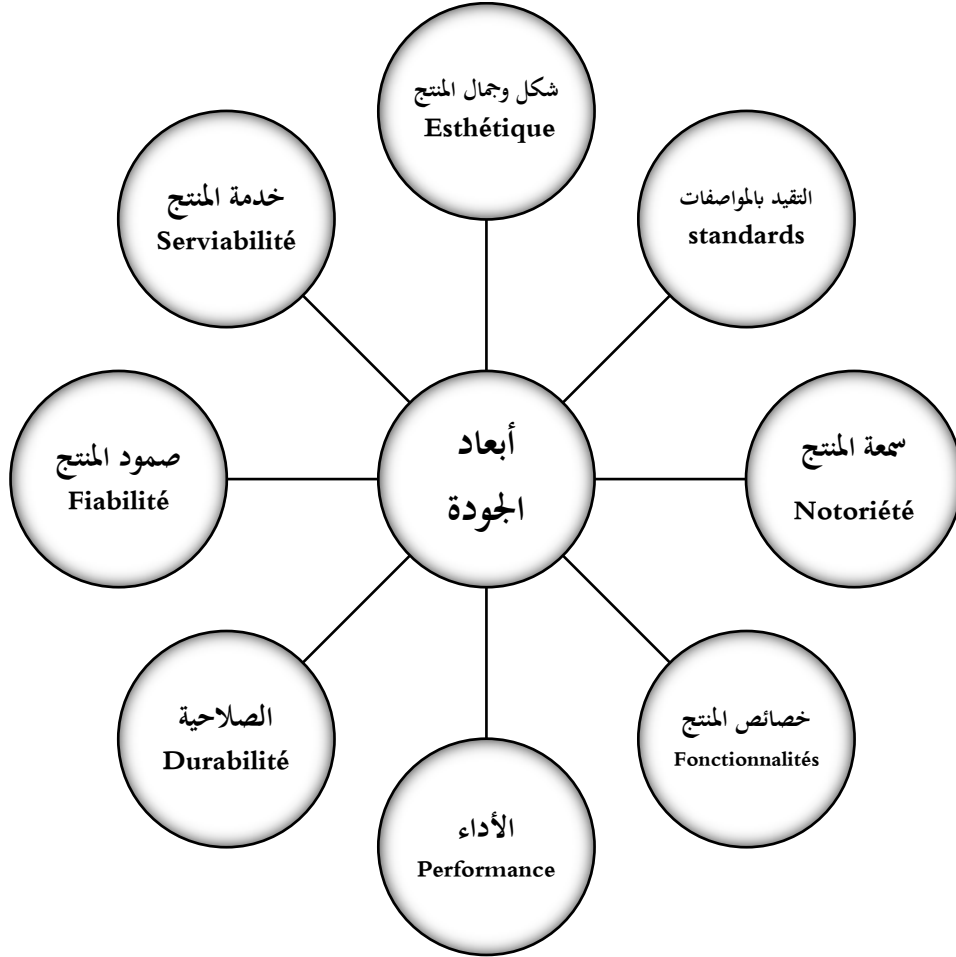 شكل وجمال المنتج
Esthétique
خدمة المنتج
Serviabilité
التقيد بالمواصفات
standards
أبعاد
الجودة
صمود المنتج
Fiabilité
سمعة المنتج
Notoriété
الصلاحية
Durabilité
خصائص المنتج
Fonctionnalités
الأداء
Performance